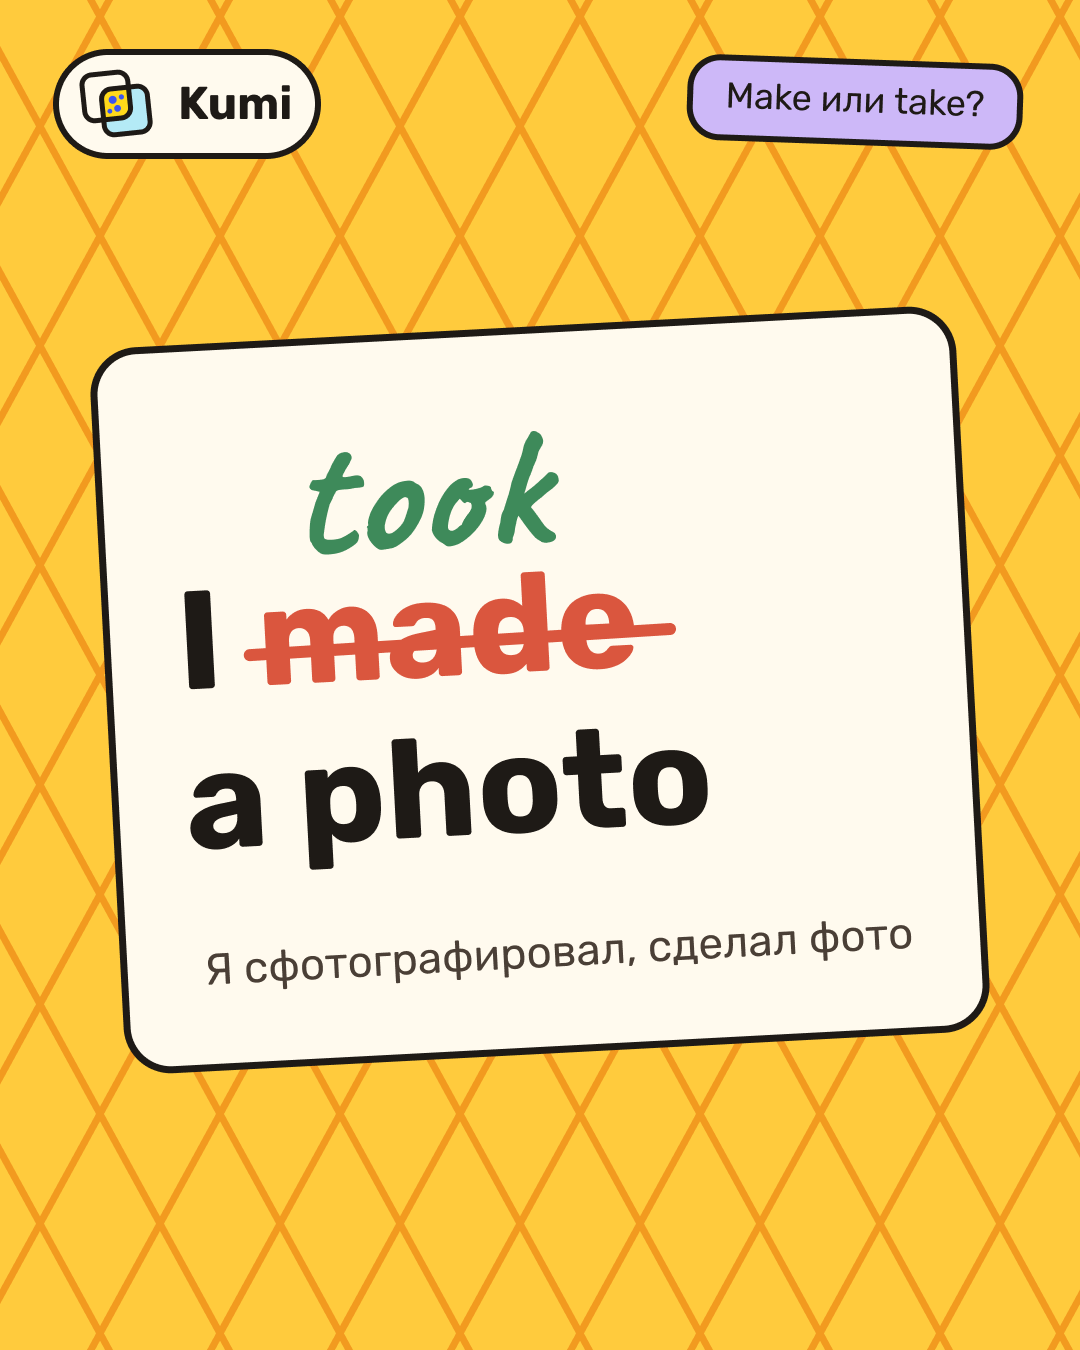 Kumi
Make или take?
took
I made
a photo
Я сфотографировал, сделал фото